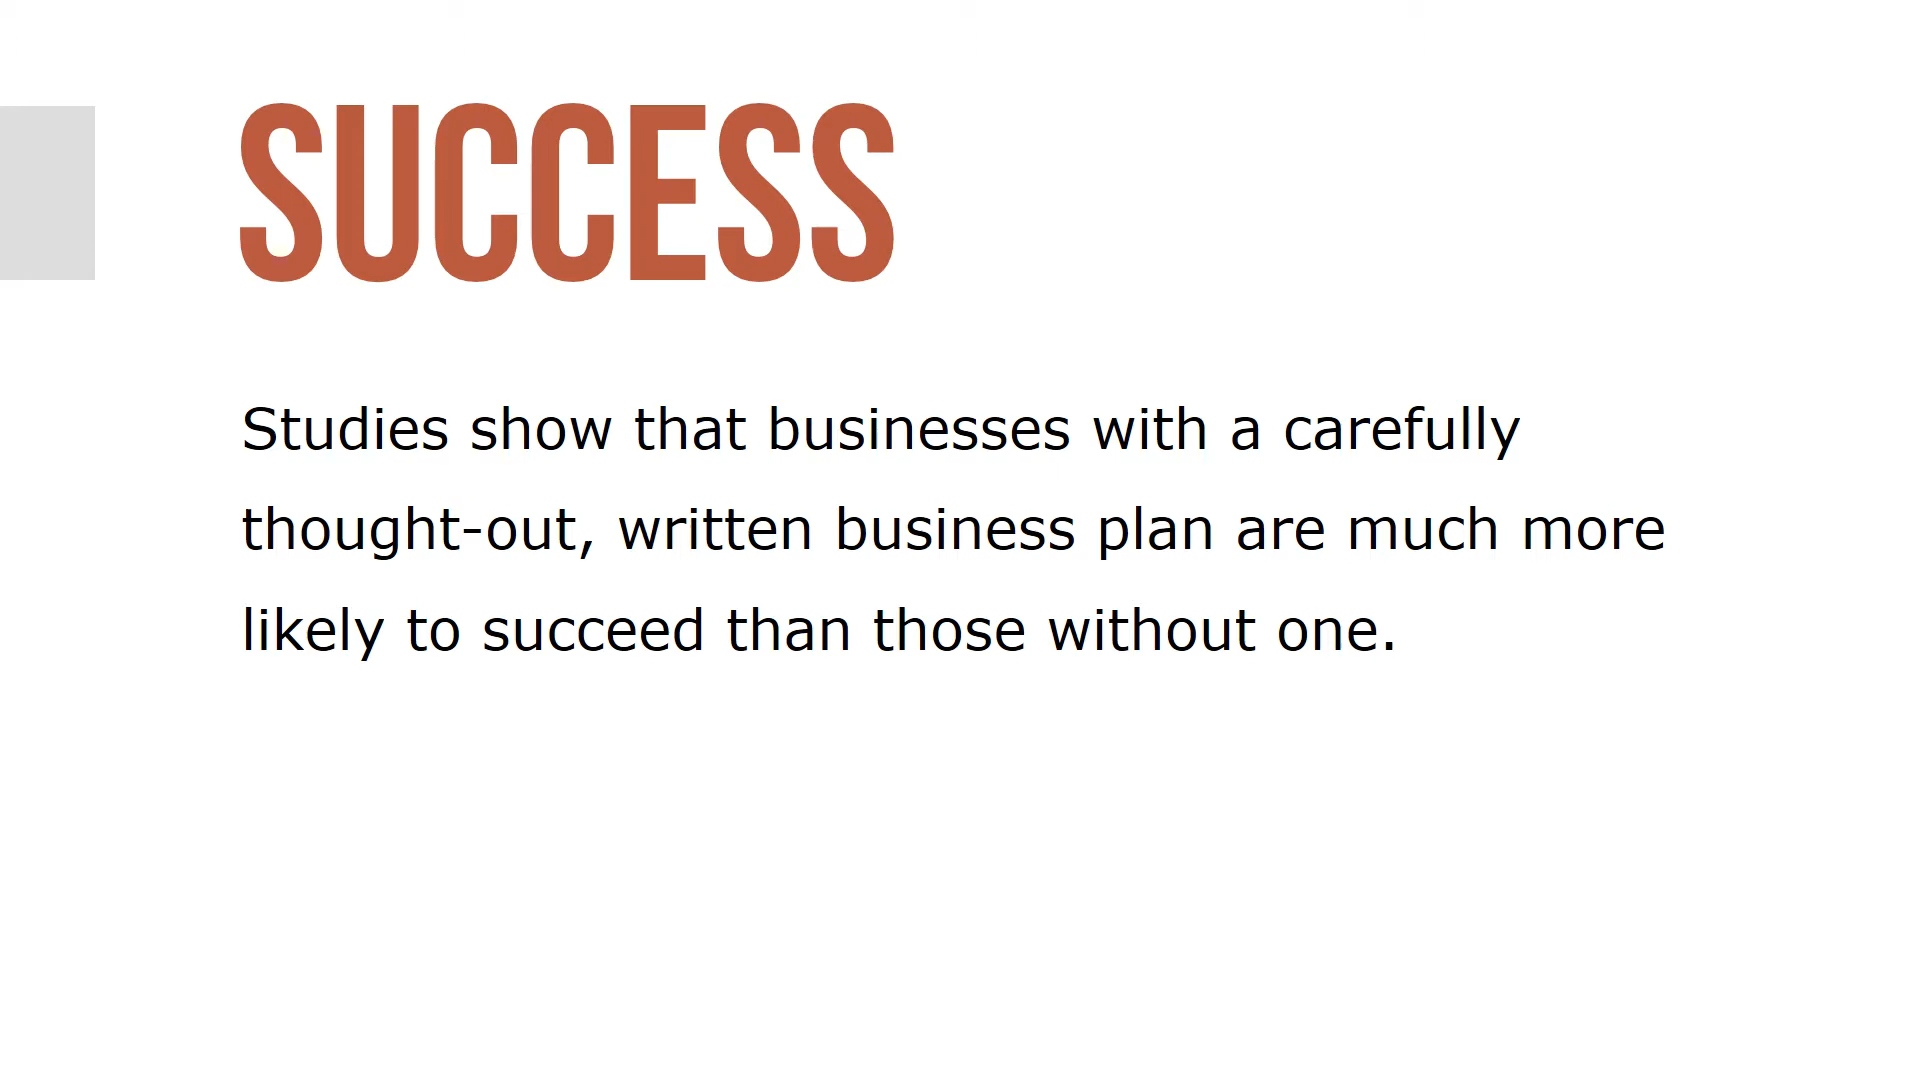 SUCCESS
Studies show that businesses with a carefully
thought-out, written business plan are much more
likely to succeed than those without one.